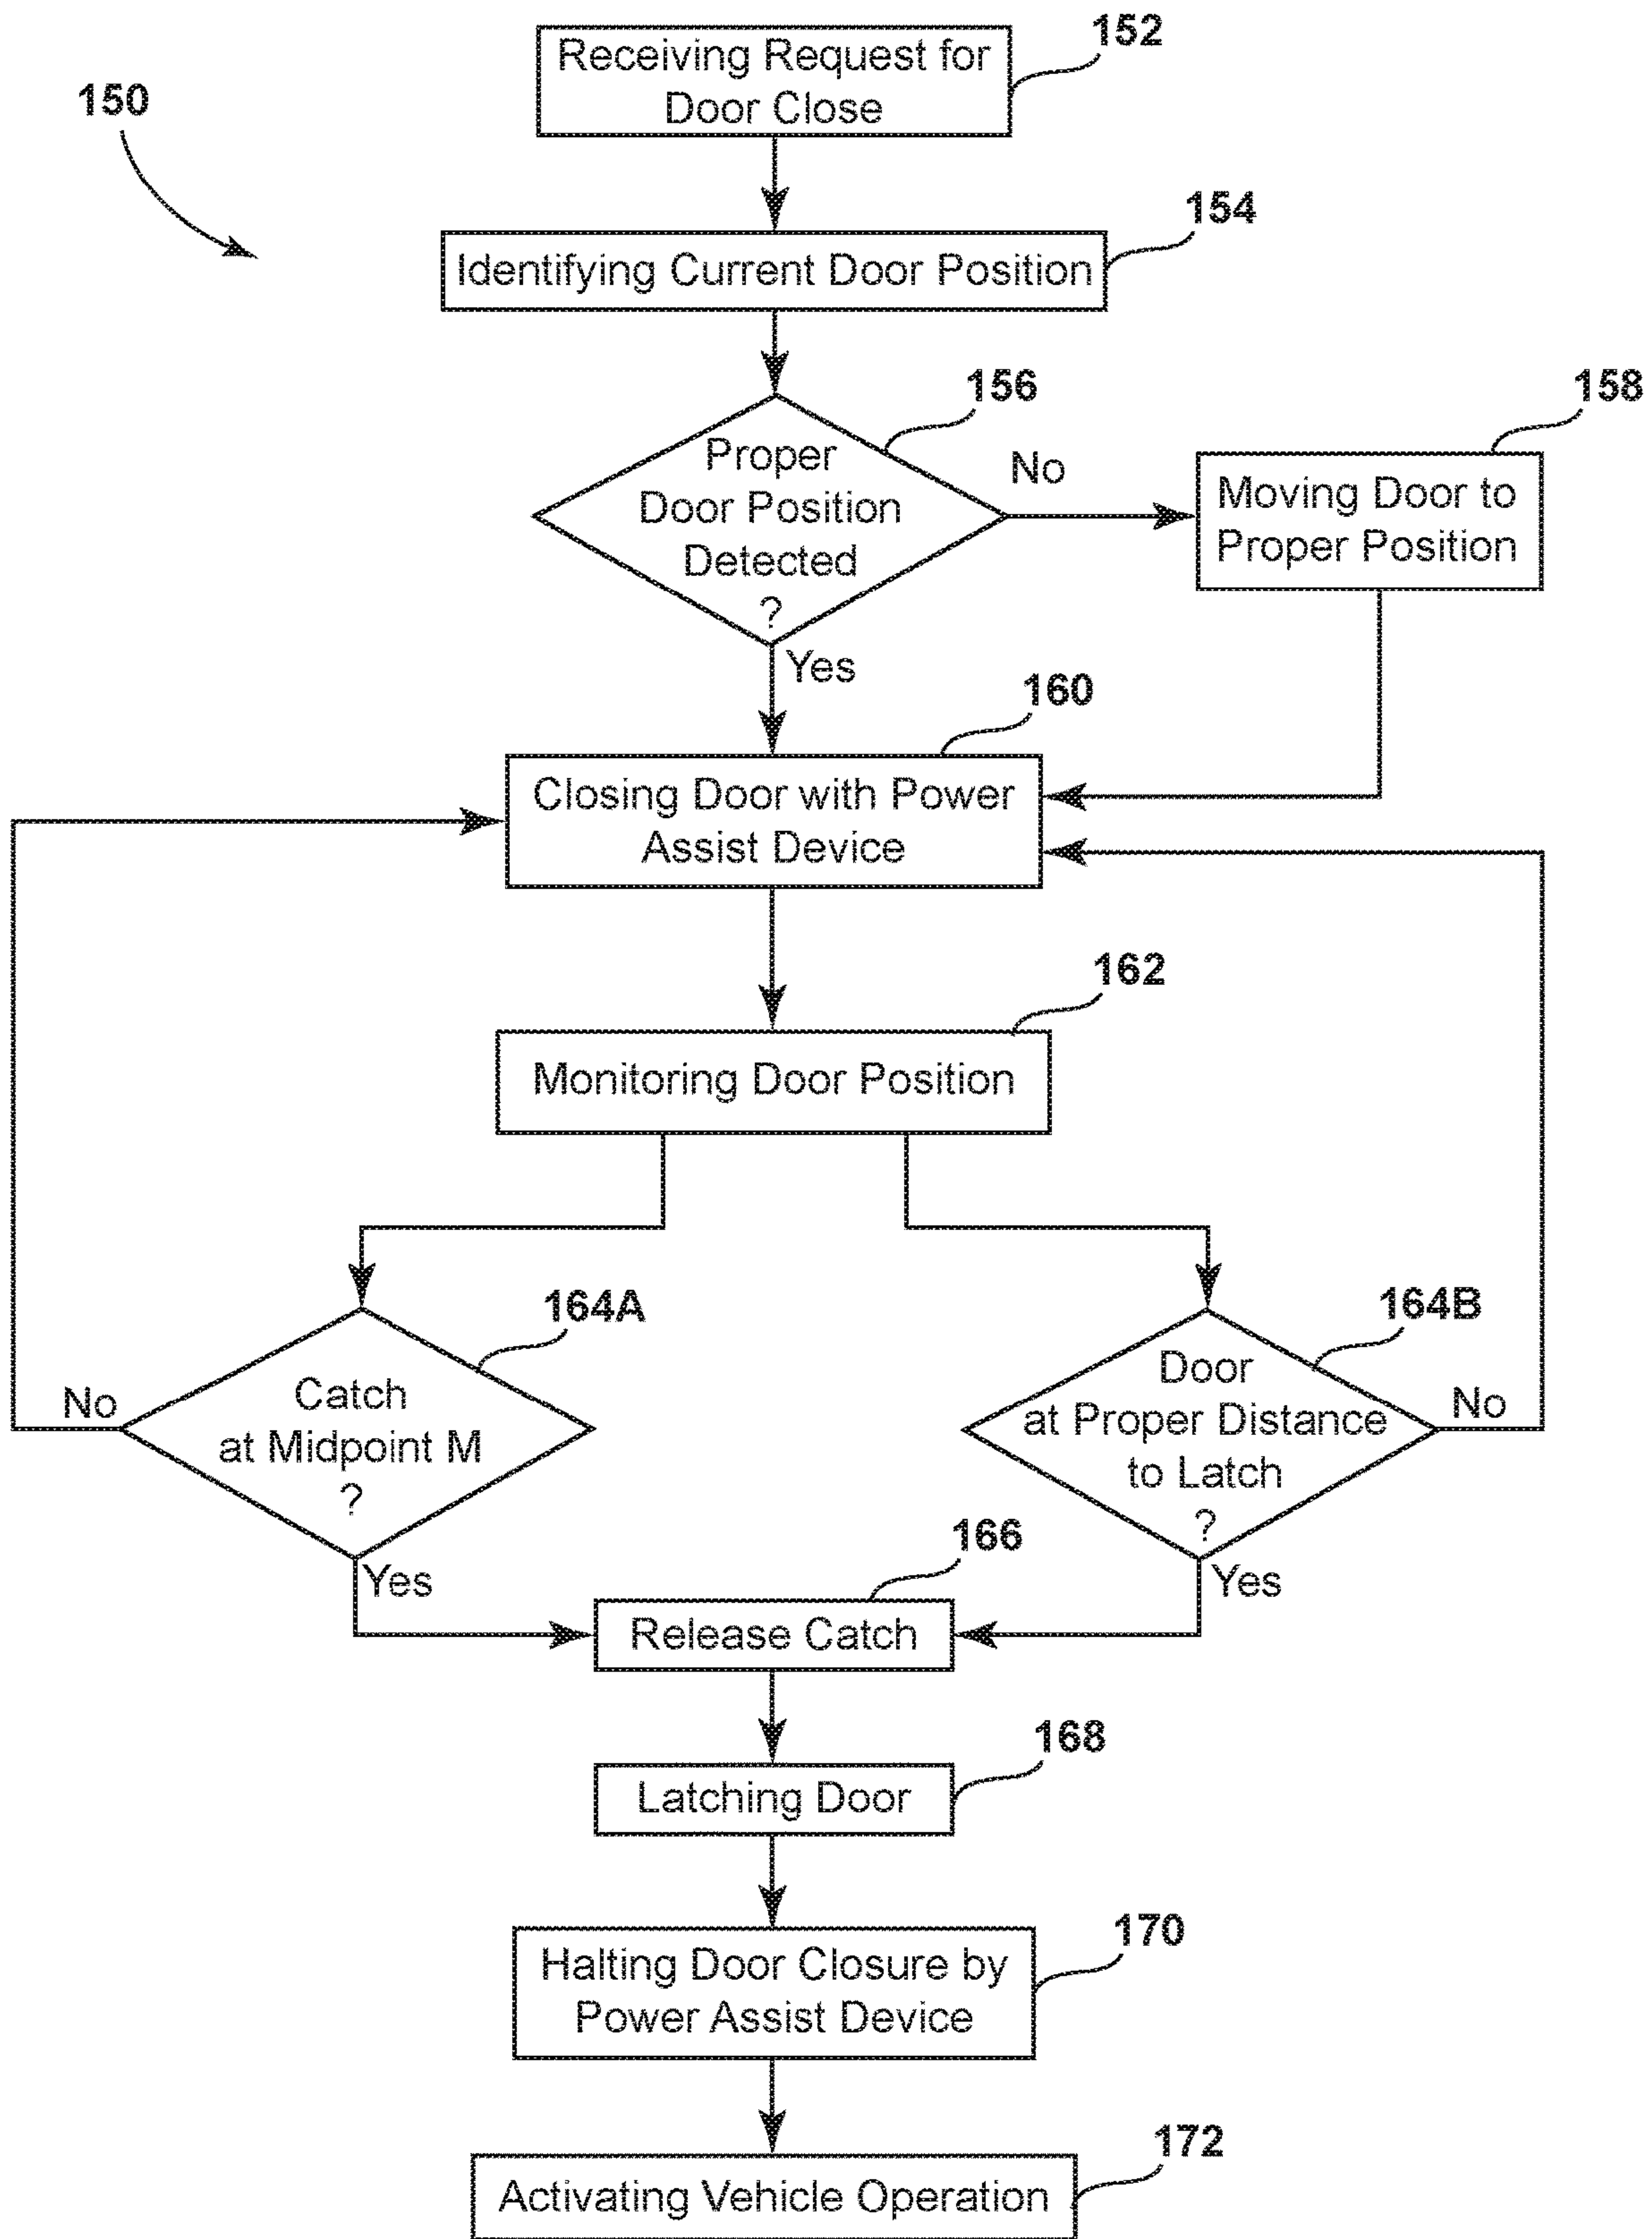 152
Receiving Request for
Door Close
150
154
Identifying Current Door Position
156
158
Proper
Door Position
Detected
?
No
Moving Door to
Proper Position
Yes
160
Closing Door with Power
Assist Device
162
Monitoring Door Position
164A
164B
No
Catch
at Midpoint M
?
Door
at Proper Distance
to Latch
?
No
Yes
166
Yes
Release Catch
168
Latching Door
170
Halting Door Closure by
Power Assist Device
172
Activating Vehicle Operation